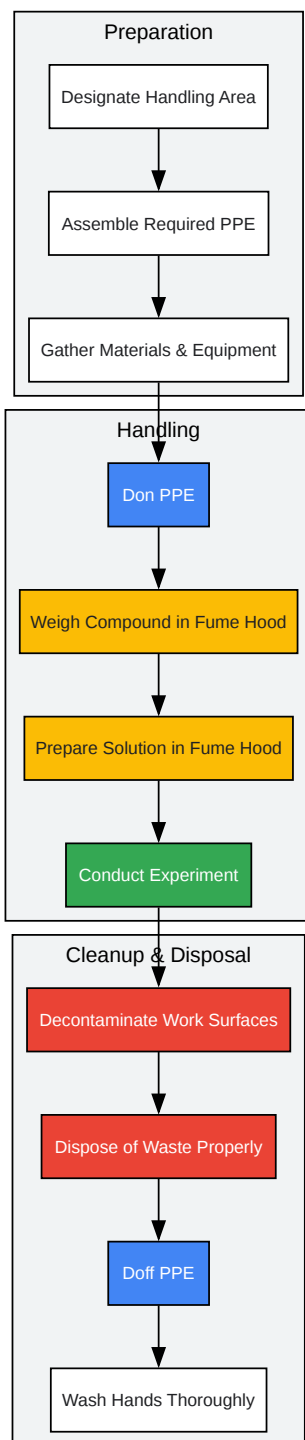 Preparation
Designate Handling Area
Assemble Required PPE
Gather Materials & Equipment
Handling
Don PPE
Weigh Compound in Fume Hood
Prepare Solution in Fume Hood
Conduct Experiment
Cleanup & Disposal
Decontaminate Work Surfaces
Dispose of Waste Properly
Doff PPE
Wash Hands Thoroughly